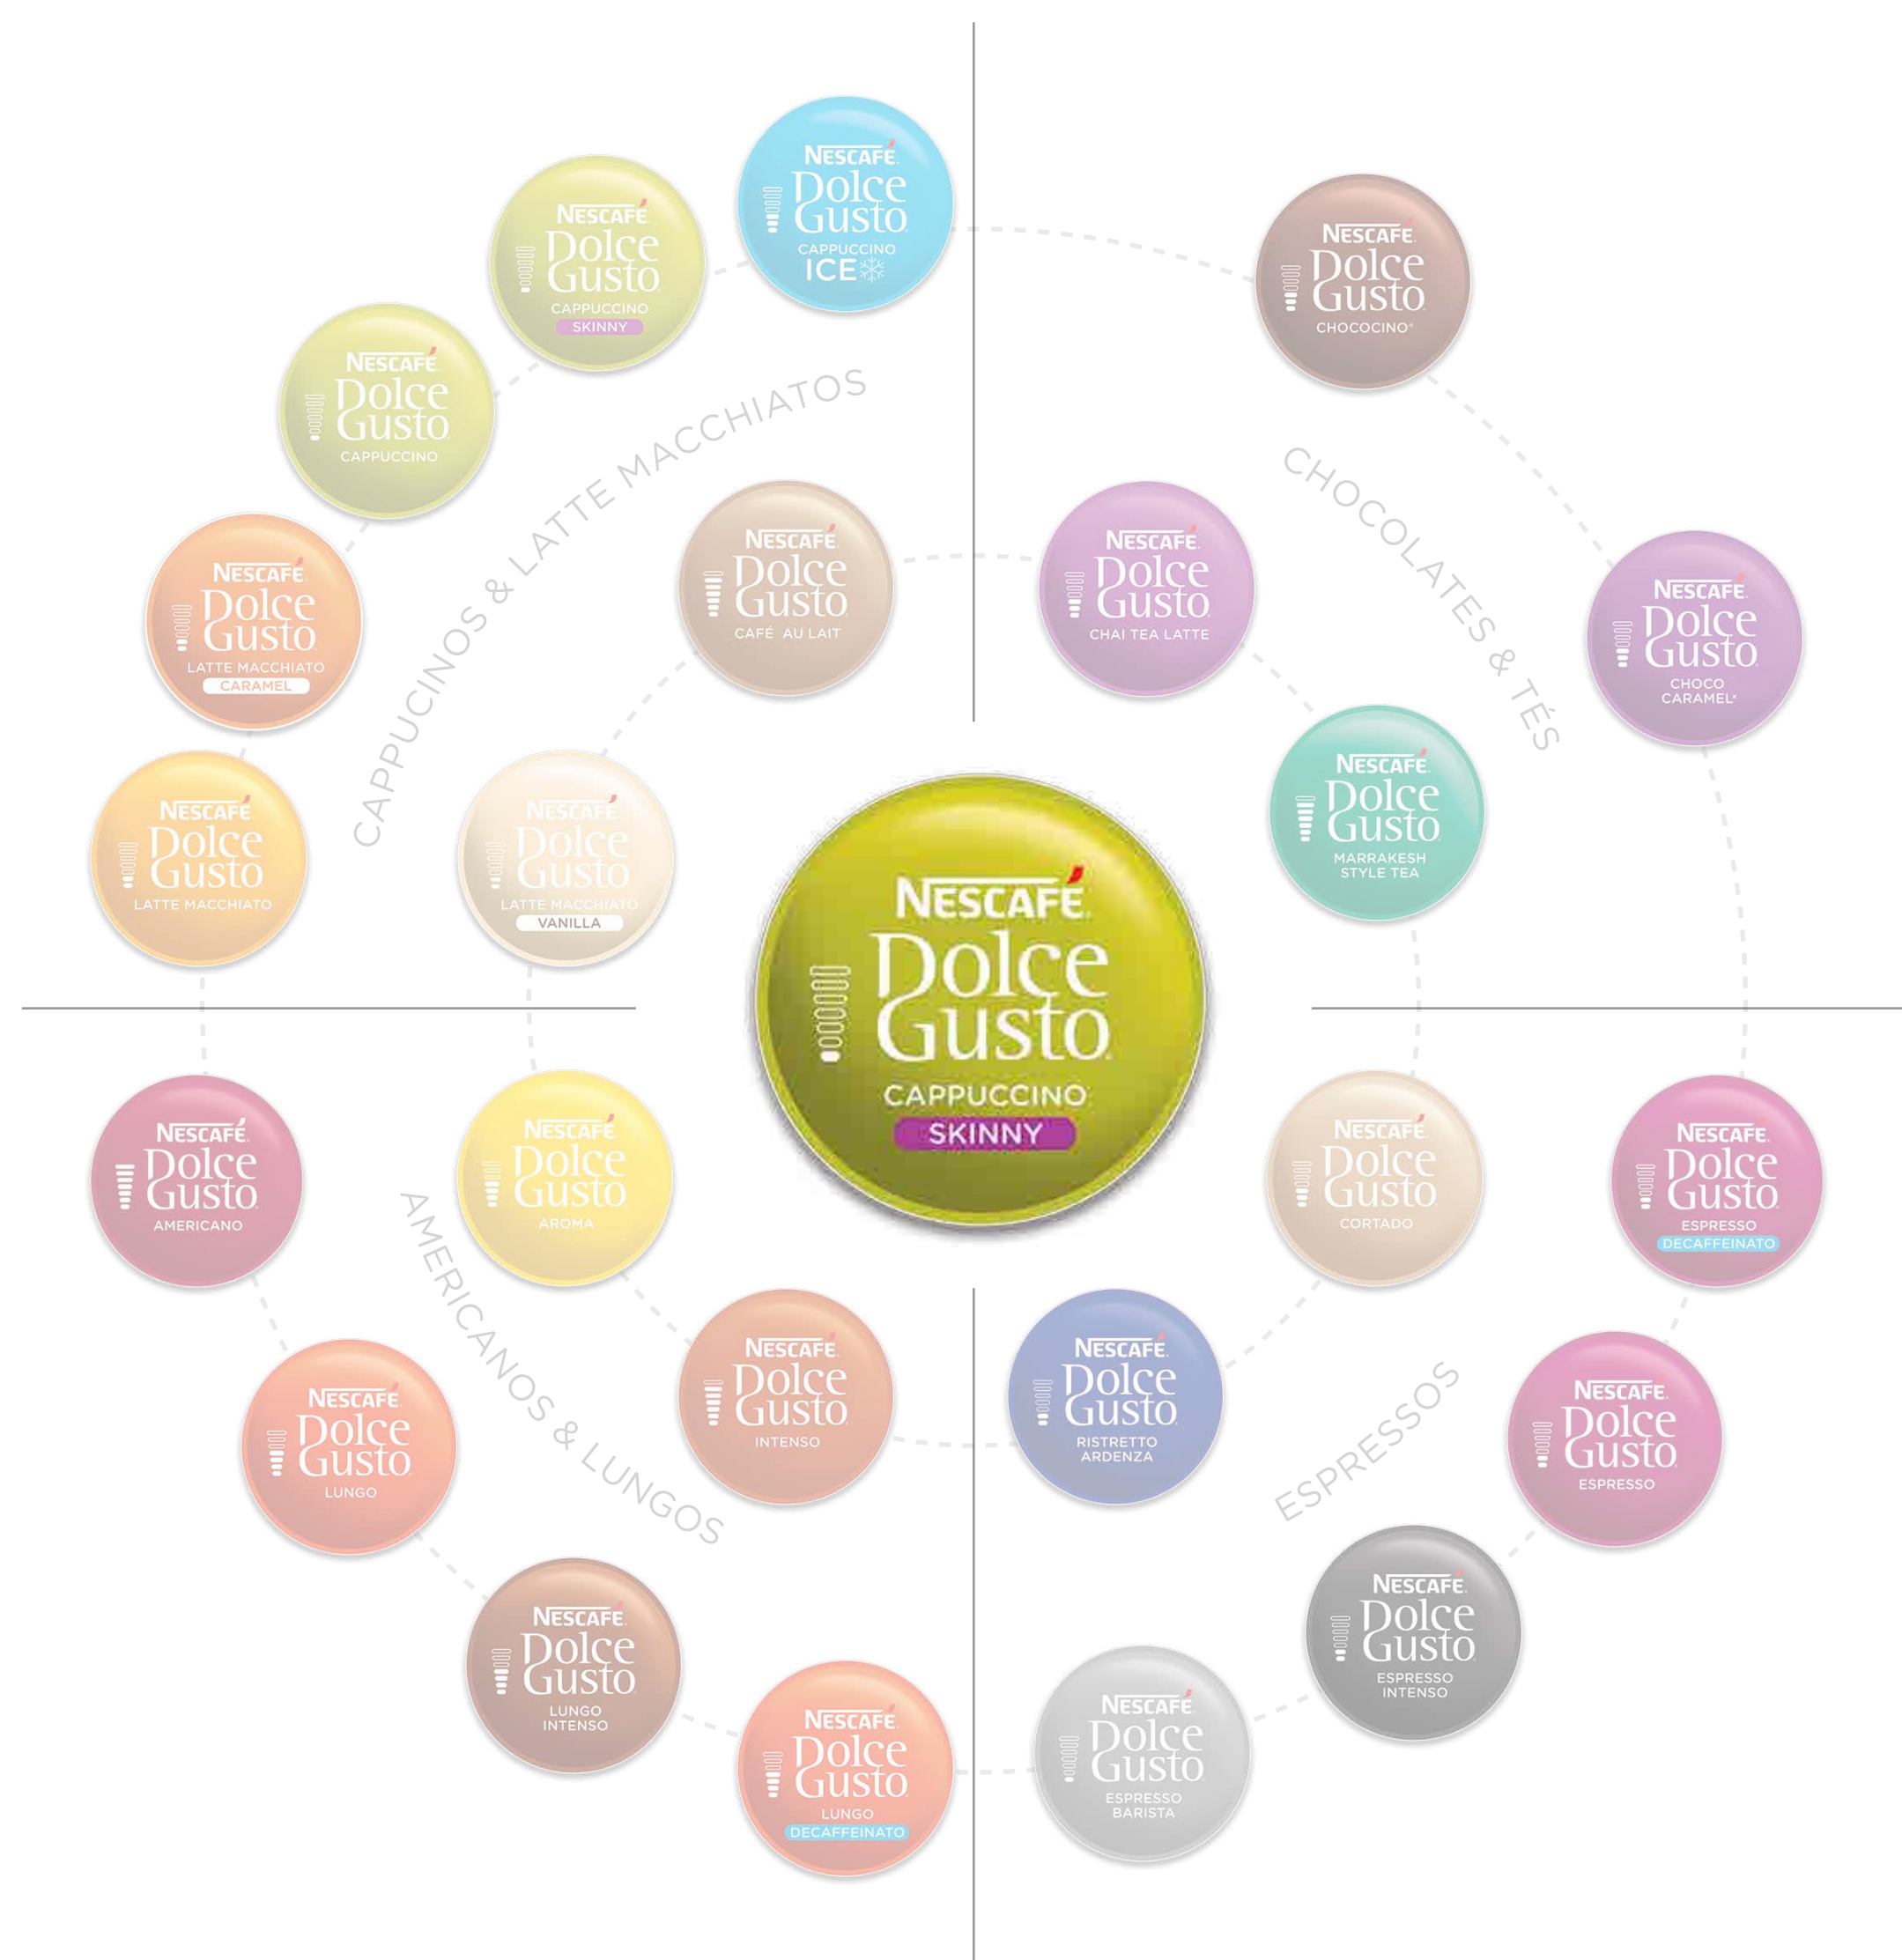 NESCAFÉ.
Dolce
Gusto
CAPPUCCINO
ICE
NESCAFÉ.
Dolce
Gusto
CAPPUCCINO
SKINNY
NESCAFÉ.
Dolce
Gusto
CAPPUCCINO
NESCAFÉ.
Dolce
Gusto
LATTE MACCHIATO
CARAMEL
NESCAFÉ.
Dolce
Gusto
LATTE MACCHIATO
CAPPUCINOS & LATTE MACCHIATOS
NESCAFÉ.
Dolce
Gusto
CAFÉ AU LAIT
NESCAFÉ.
Dolce
Gusto
LATTE MACCHIATO
VANILLA
NESCAFÉ.
Dolce
Gusto
CHOCOCINO®
CHOCOLATES & TÉS
NESCAFÉ.
Dolce
Gusto
CHAI TEA LATTE
NESCAFÉ.
Dolce
Gusto
CHOCO
CARAMEL*
NESCAFÉ.
Dolce
Gusto
MARRAKESH
STYLE TEA
NESCAFÉ.
Dolce
Gusto
CAPPUCCINO
SKINNY
NESCAFÉ.
Dolce
Gusto
AMERICANO
NESCAFÉ.
Dolce
Gusto
AROMA
AMERICANOS & LUNGOS
NESCAFÉ.
Dolce
Gusto
INTENSO
NESCAFÉ.
Dolce
Gusto
LUNGO
NESCAFÉ.
Dolce
Gusto
LUNGO
INTENSO
NESCAFÉ.
Dolce
Gusto
LUNGO
DECAFFEINATO
NESCAFÉ.
Dolce
Gusto
CORTADO
NESCAFÉ.
Dolce
Gusto
ESPRESSO
DECAFFEINATO
NESCAFÉ.
Dolce
Gusto
RISTRETTO
ARDENZA
ESPRESSOS
NESCAFÉ.
Dolce
Gusto
ESPRESSO
NESCAFÉ.
Dolce
Gusto
ESPRESSO
INTENSO
NESCAFÉ.
Dolce
Gusto
ESPRESSO
BARISTA